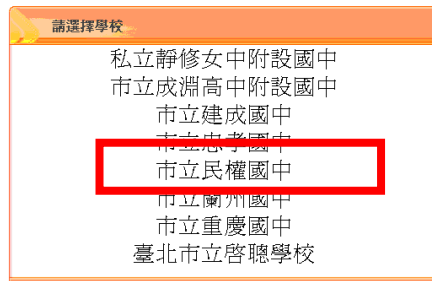 請選擇學校
私立靜修女中附設國中
市立成淵高中附設國中
市立建成國中
市立忠孝國中
市立民權國中
市立蘭州國中
市立重慶國中
臺北市立啓聰學校